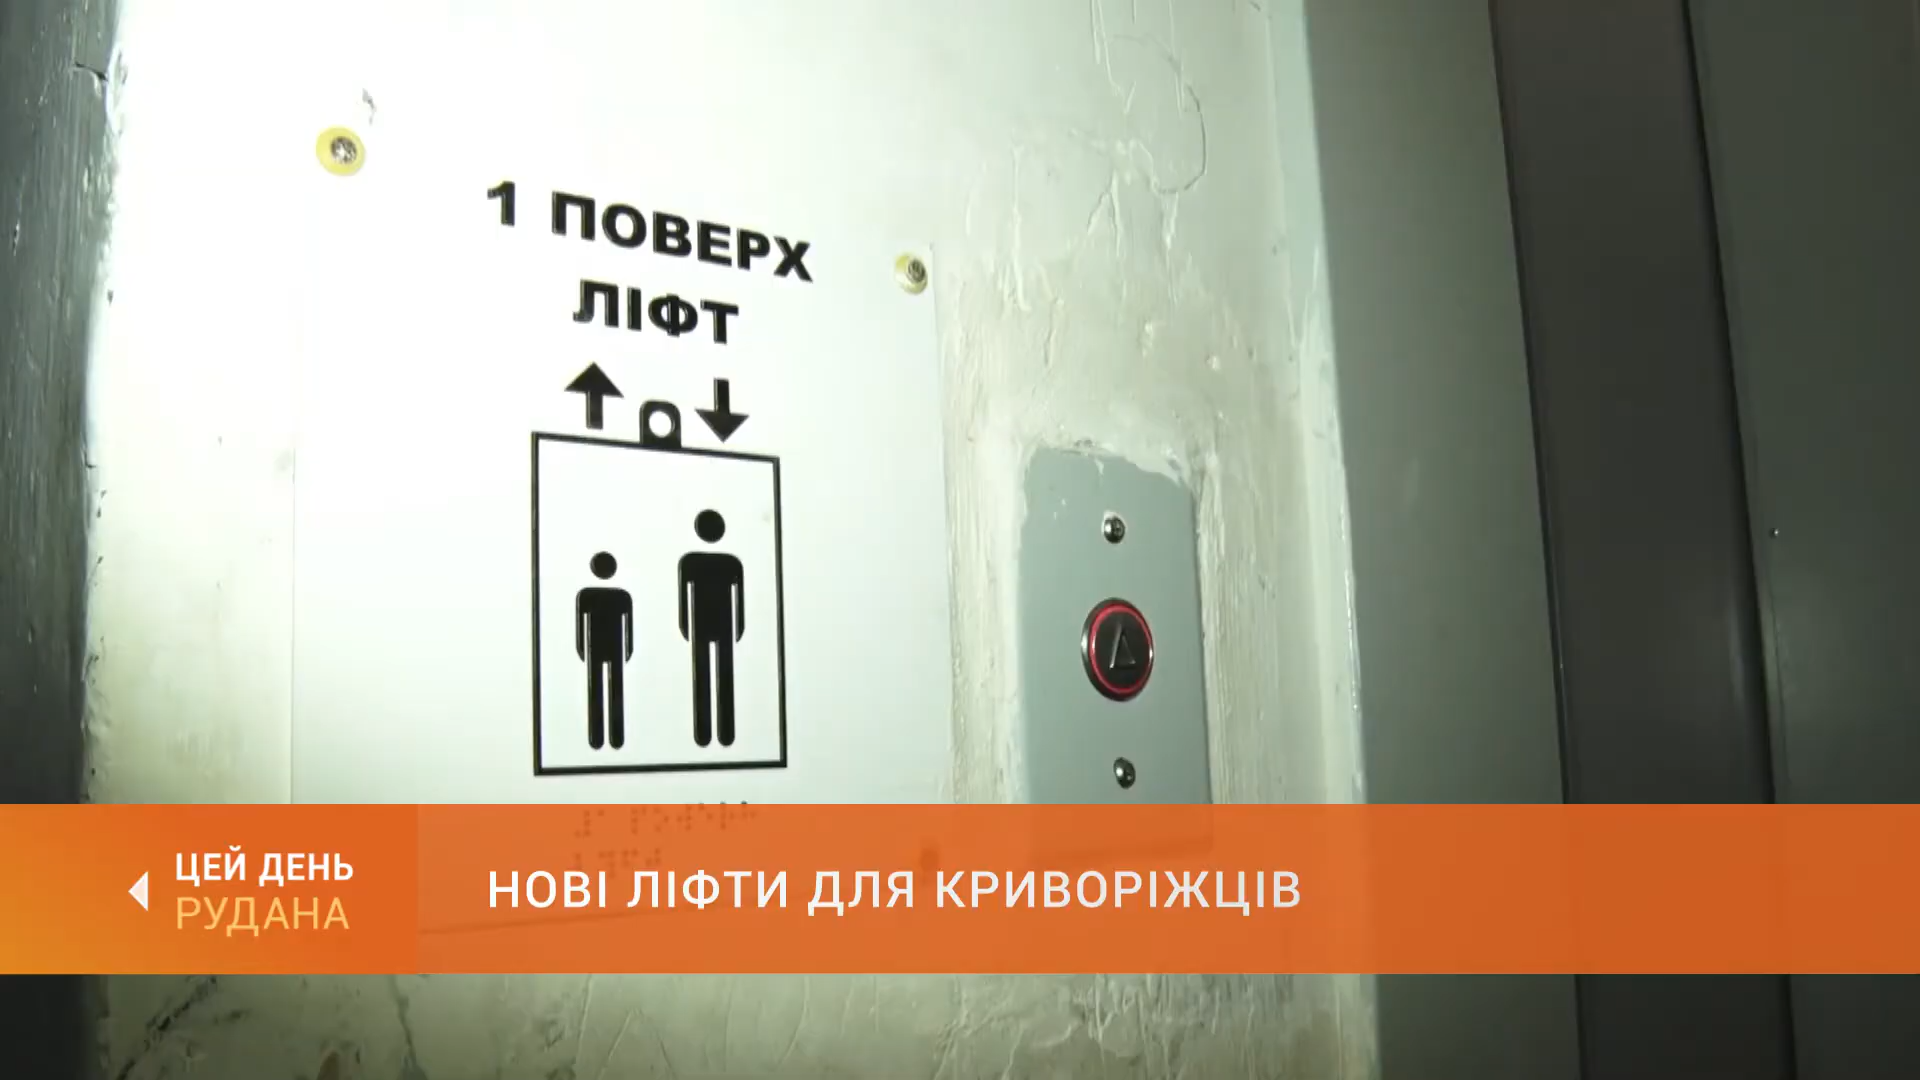 1 ПОВЕРХ
ЛІФТ
ЦЕЙ ДЕНЬ
РУДАНА
НОВІ ЛІФТИ ДЛЯ КРИВОРІЖЦІВ